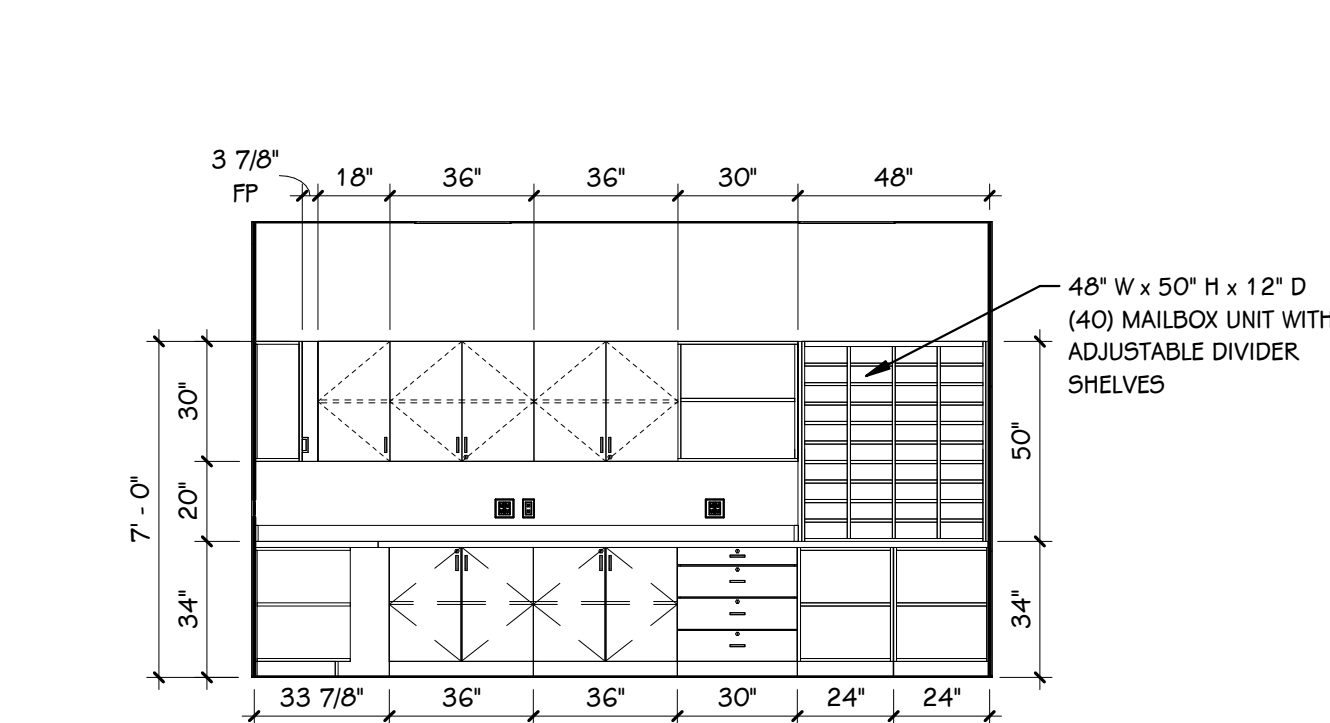 3 7/8"
FP
18"
36"
36"
30"
48"
48" W x 50" H x 12" D
(40) MAILBOX UNIT WITH
ADJUSTABLE DIVIDER
SHELVES
7' - 0"
30"
20"
34"
50"
34"
33 7/8"
36"
36"
30"
24"
24"